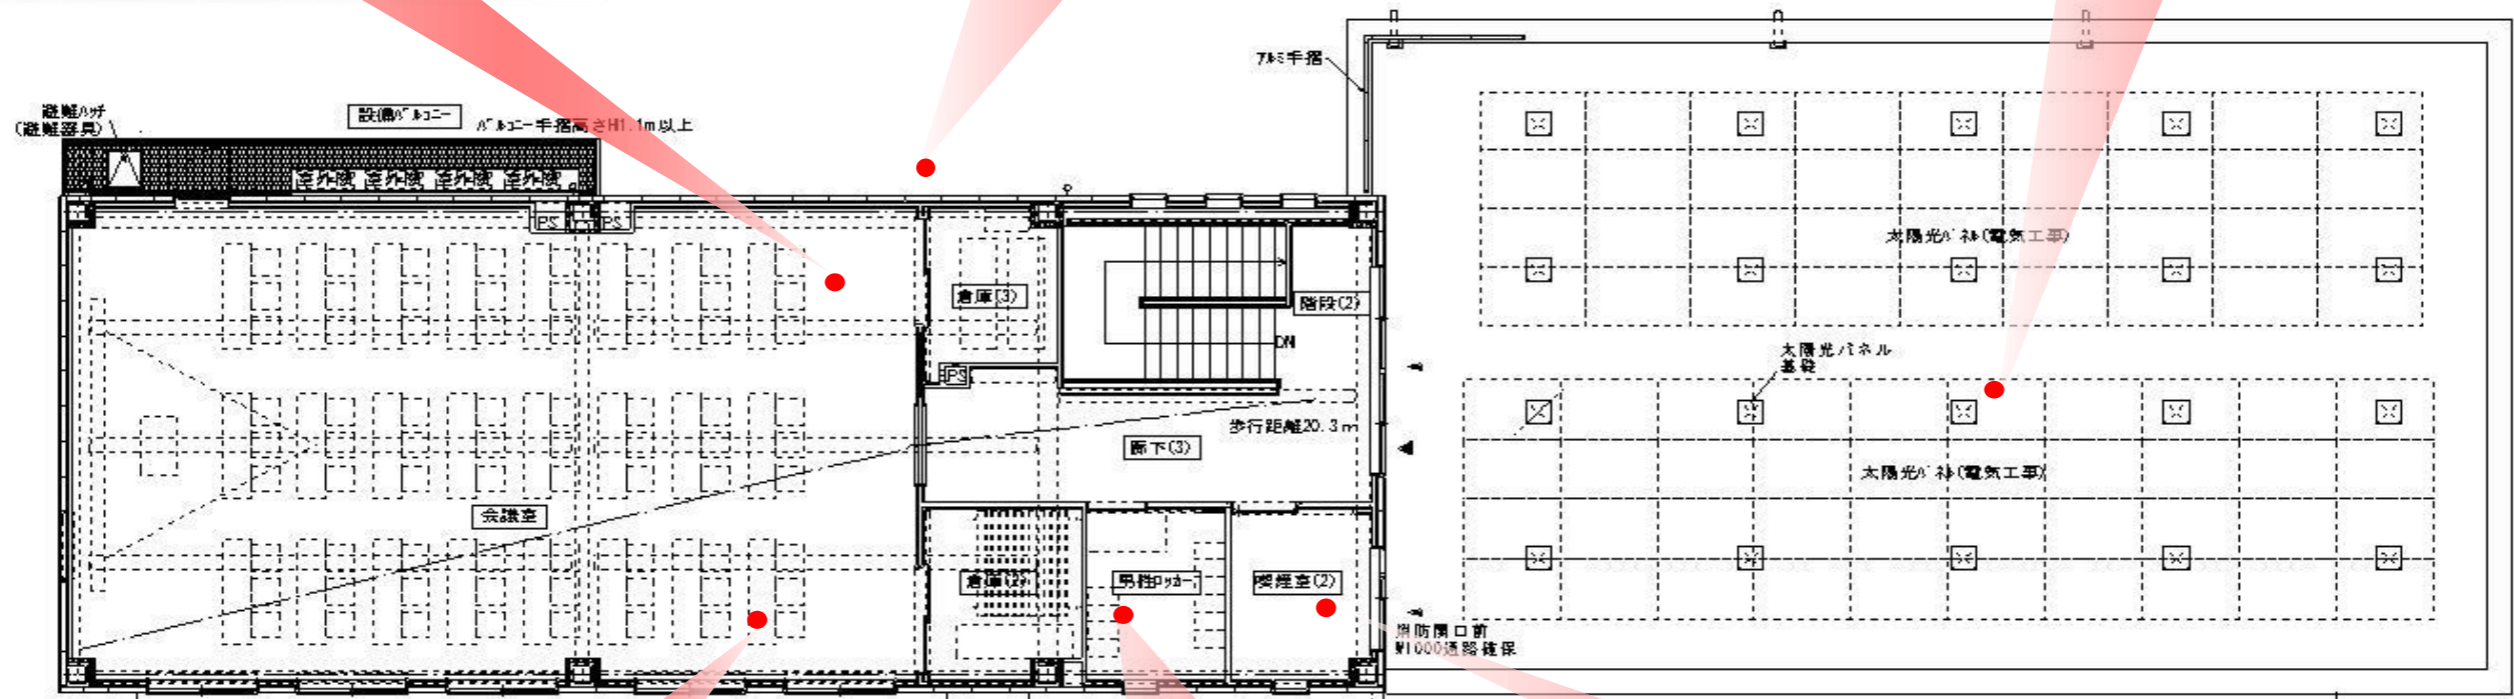 アルミ手摺
避難ハッチ
(避難器具)
設備バルコニー
バルコニー手摺高さH1.1m以上
室外機 室外機 室外機 室外機
PS
PS
太陽光パネル(電気工事)
倉庫(3)
階段(2)
DN
太陽光パネル
基礎
PS
歩行距離20.3m
廊下(3)
太陽光パネル(電気工事)
会議室
倉庫(2)
男性ロッカー
喫煙室(2)
消防開口前
W1000通路確保